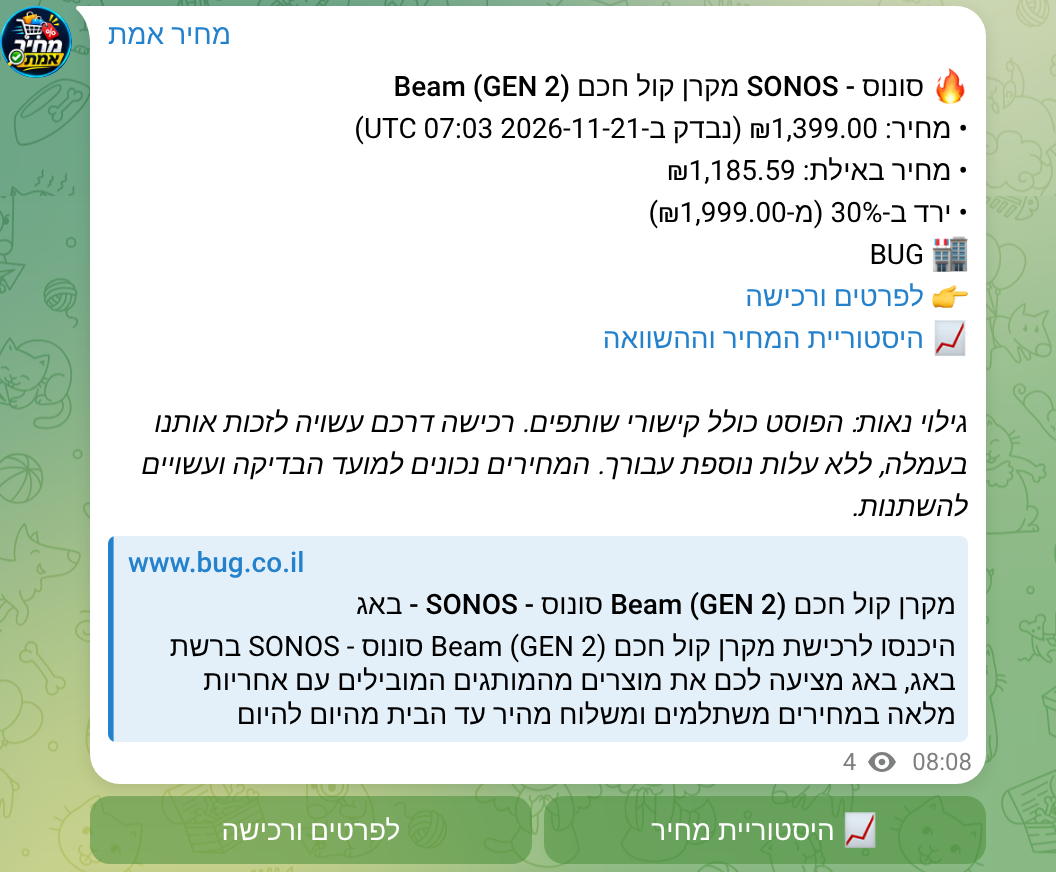 מחיר אמת
מחיר אמת
🔥 סונוס - SONOS מקרן קול חכם Beam (GEN 2)
• מחיר: ₪1,399.00 (נבדק ב-2026-11-21 07:03 UTC)
• מחיר באילת: ₪1,185.59
• ירד ב-30% (מ-₪1,999.00)
🏬 BUG
👉 לפרטים ורכישה
📈 היסטוריית המחיר וההשוואה
גילוי נאות: הפוסט כולל קישורי שותפים. רכישה דרכם עשויה לזכות אותנו
בעמלה, ללא עלות נוספת עבורך. המחירים נכונים למועד הבדיקה ועשויים
להשתנות.
www.bug.co.il
מקרן קול חכם Beam (GEN 2) סונוס - SONOS - באג
היכנסו לרכישת מקרן קול חכם Beam (GEN 2) סונוס - SONOS ברשת
באג, באג מציעה לכם את מוצרים מהמותגים המובילים עם אחריות
מלאה במחירים משתלמים ומשלוח מהיר עד הבית מהיום להיום
4 08:08
📈 היסטוריית מחיר
לפרטים ורכישה